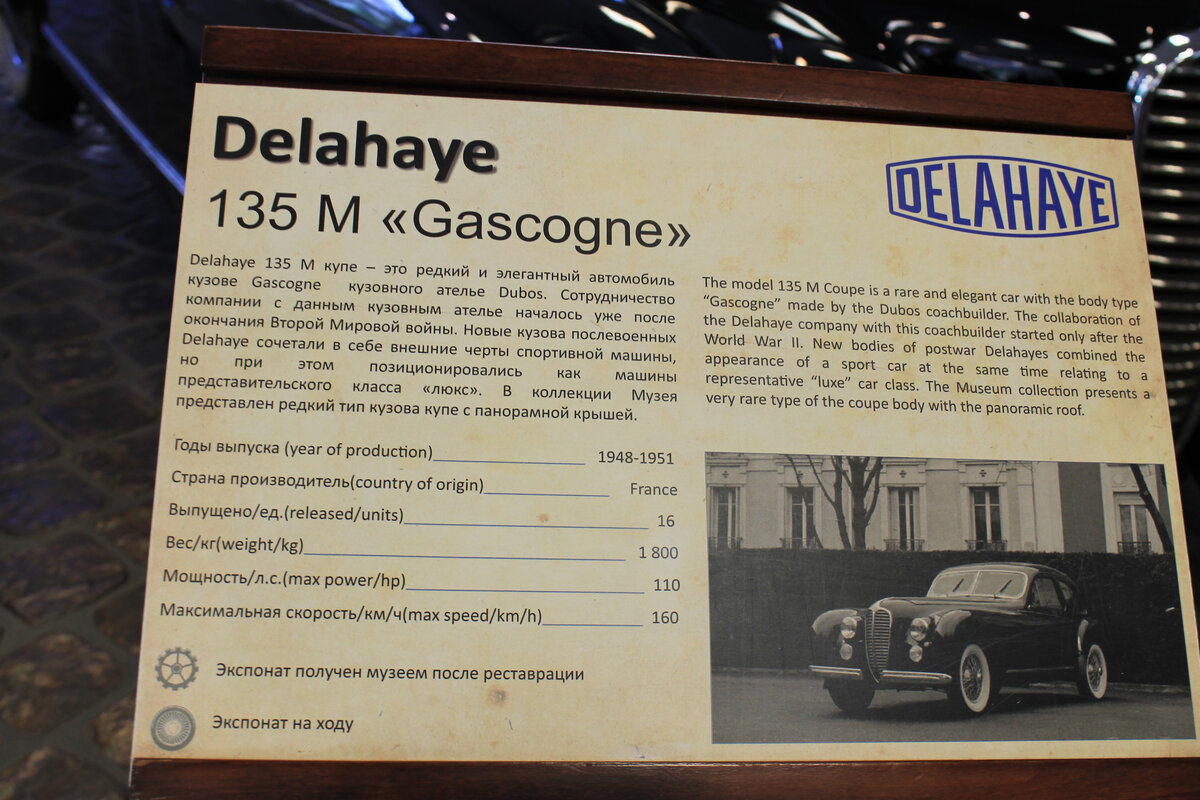 Delahaye
135 M «Gascogne»
DELAHAYE
Delahaye 135 М купе – это редкий и элегантный автомобиль
кузове Gascogne кузовного ателье Dubos. Сотрудничество
компании с данным кузовным ателье началось уже после
окончания Второй Мировой войны. Новые кузова послевоенных
Delahaye сочетали в себе внешние черты спортивной машины,
но при этом позиционировались как машины
представительского класса «люкс». В коллекции Музея
представлен редкий тип кузова купе с панорамной крышей.
The model 135 M Coupe is a rare and elegant car with the body type
“Gascogne” made by the Dubos coachbuilder. The collaboration of
the Delahaye company with this coachbuilder started only after the
World War II. New bodies of postwar Delahayes combined the
appearance of a sport car at the same time relating to a
representative “luxe” car class. The Museum collection presents a
very rare type of the coupe body with the panoramic roof.
Годы выпуска (year of production) 1948-1951
Страна производитель(country of origin) France
Выпущено/ед.(released/units) 16
Вес/кг(weight/kg) 1 800
Мощность/л.с.(max power/hp) 110
Максимальная скорость/км/ч(max speed/km/h) 160
Экспонат получен музеем после реставрации
Экспонат на ходу